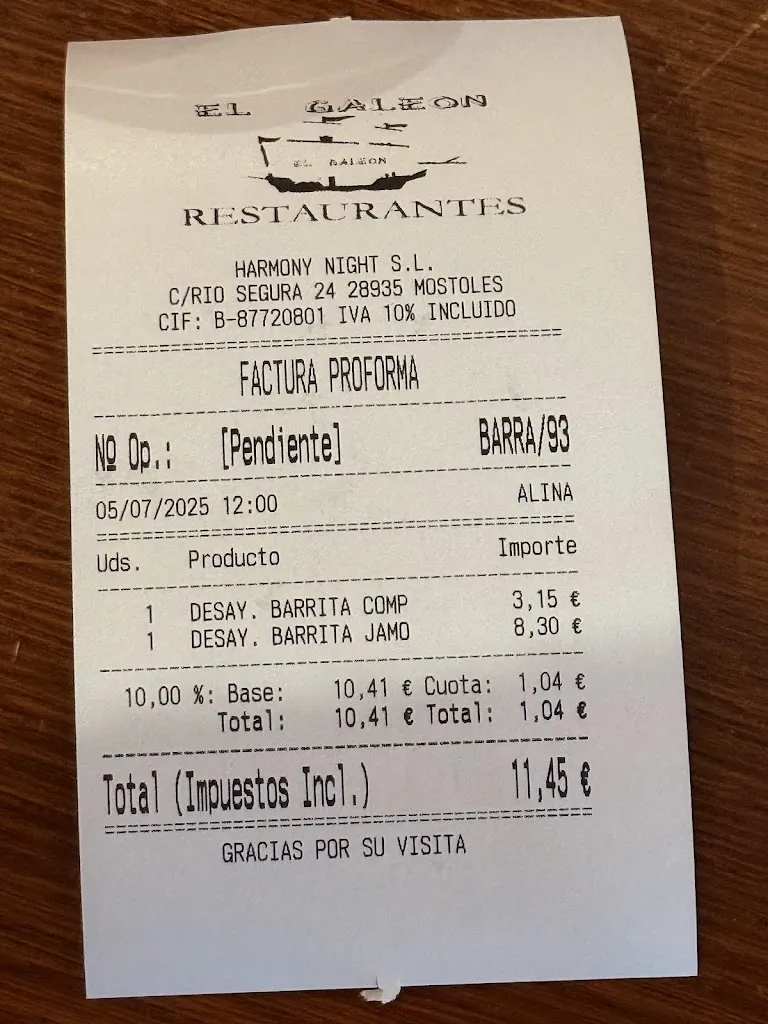 EL GALEON
EL GALEON
RESTAURANTES
HARMONY NIGHT S.L.
C/RIO SEGURA 24 28935 MOSTOLES
CIF: B-87720801 IVA 10% INCLUIDO
FACTURA PROFORMA
Nº Op.: [Pendiente] BARRA/93
05/07/2025 12:00 ALINA
Uds. Producto Importe
1 DESAY. BARRITA COMP 3,15 €
1 DESAY. BARRITA JAMO 8,30 €
10,00 %: Base: 10,41 € Cuota: 1,04 €
Total: 10,41 € Total: 1,04 €
Total (Impuestos Incl.) 11,45 €
GRACIAS POR SU VISITA